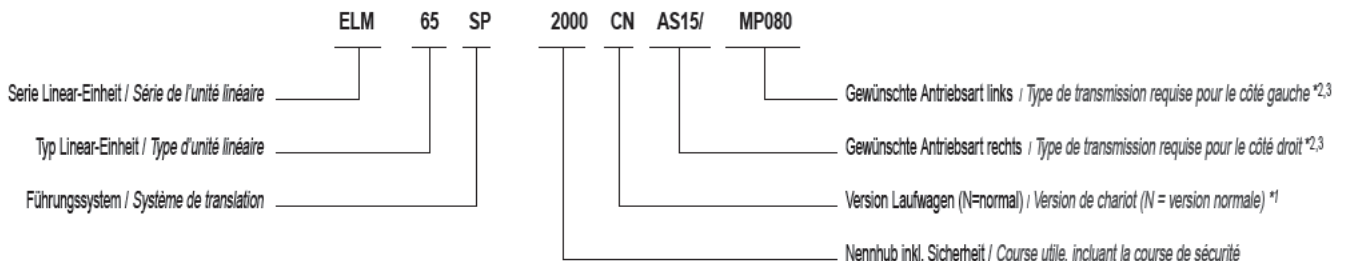 ELM 65 SP 2000 CN AS15/ MP080
Serie Linear-Einheit / Série de l'unité linéaire
Gewünschte Antriebsart links / Type de transmission requise pour le côté gauche *2,3
Typ Linear-Einheit / Type d'unité linéaire
Gewünschte Antriebsart rechts / Type de transmission requise pour le côté droit *2,3
Führungssystem / Système de translation
Version Laufwagen (N=normal) / Version de chariot (N = version normale) *1
Nennhub inkl. Sicherheit / Course utile, incluant la course de sécurité